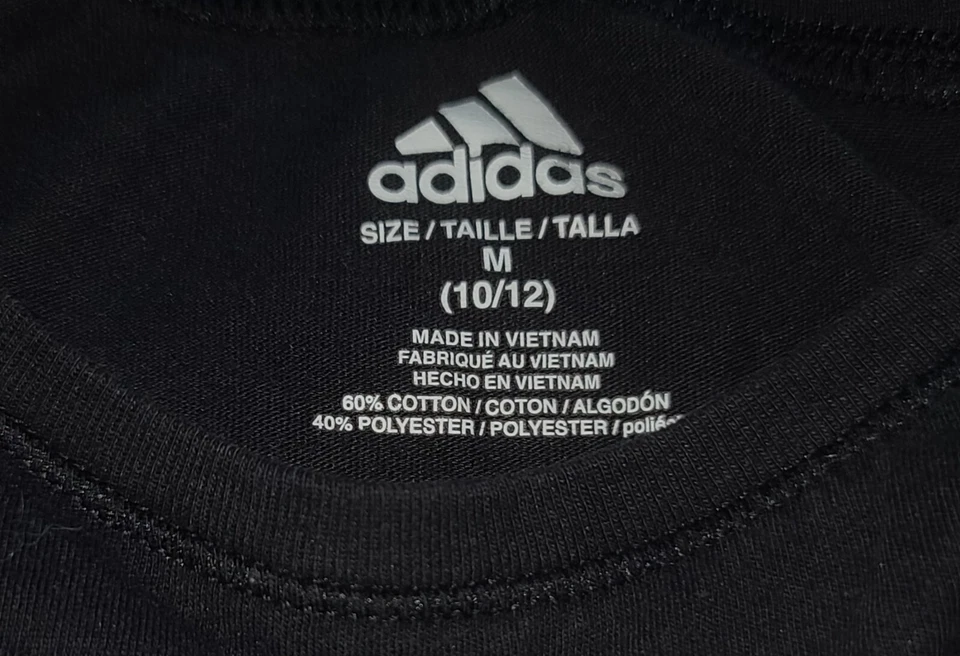 adidas
SIZE / TAILLE / TALLA
M
(10/12)
MADE IN VIETNAM
FABRIQUÉ AU VIETNAM
HECHO EN VIETNAM
60% COTTON / COTON / ALGODÓN
40% POLYESTER / POLYESTER /